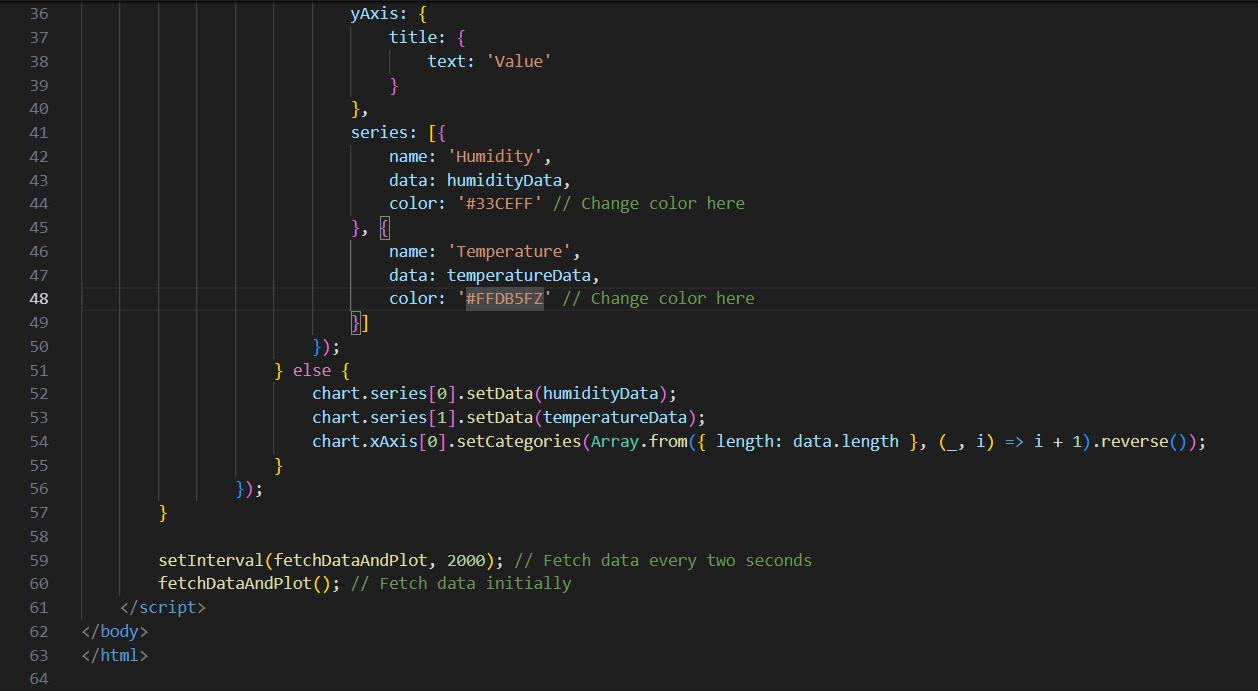 36 yAxis: {
37 title: {
38 text: 'Value'
39 }
40 },
41 series: [{
42 name: 'Humidity',
43 data: humidityData,
44 color: '#33CEFF' // Change color here
45 }, {
46 name: 'Temperature',
47 data: temperatureData,
48 color: '#FFDB5FZ' // Change color here
49 }]
50 });
51 } else {
52 chart.series[0].setData(humidityData);
53 chart.series[1].setData(temperatureData);
54 chart.xAxis[0].setCategories(Array.from({ length: data.length }, (_, i) => i + 1).reverse());
55 }
56 });
57 }
58
59 setInterval(fetchDataAndPlot, 2000); // Fetch data every two seconds
60 fetchDataAndPlot(); // Fetch data initially
61 </script>
62 </body>
63 </html>
64